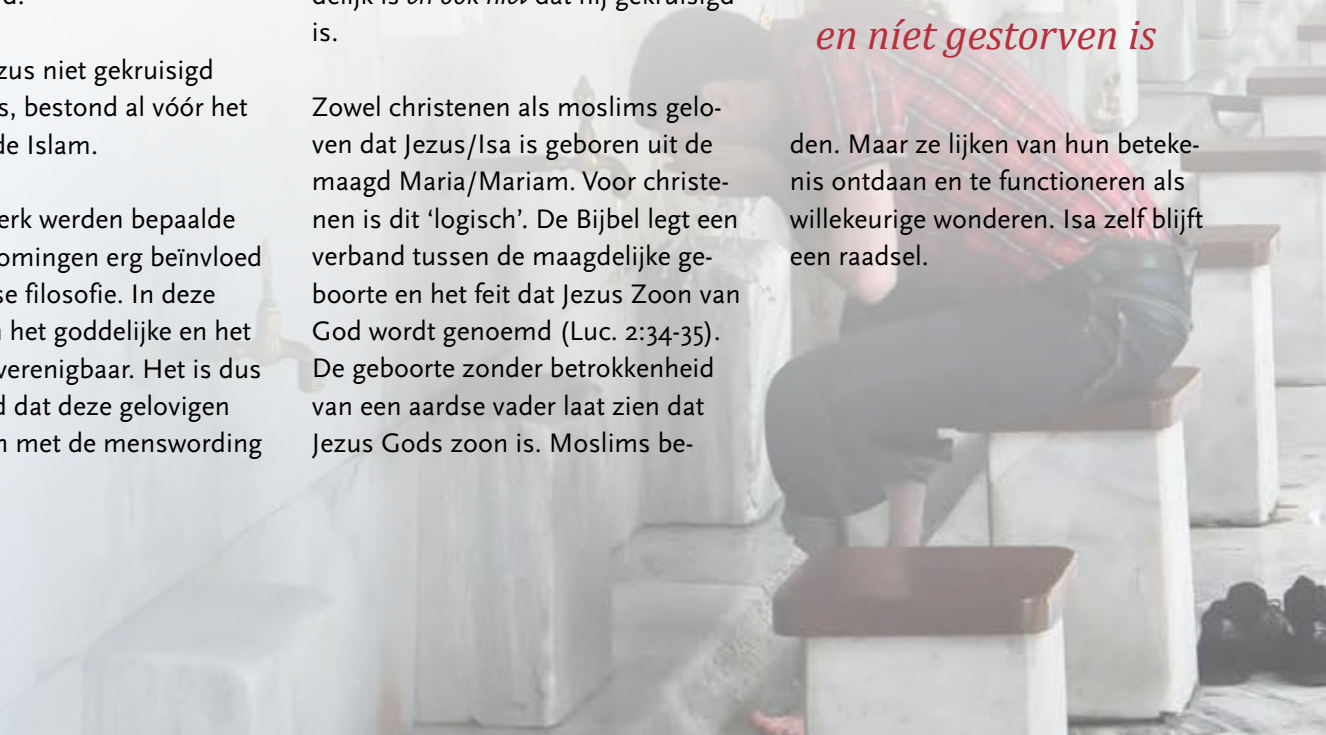 zus niet gekruisigd
s, bestond al vóór het
de Islam.
erk werden bepaalde
omingen erg beïnvloed
se filosofie. In deze
het goddelijke en het
verenigbaar. Het is dus
d dat deze gelovigen
n met de menswording
is.
Zowel christenen als moslims gelo-
ven dat Jezus/Isa is geboren uit de
maagd Maria/Mariam. Voor christe-
nen is dit ‘logisch’. De Bijbel legt een
verband tussen de maagdelijke ge-
boorte en het feit dat Jezus Zoon van
God wordt genoemd (Luc. 2:34-35).
De geboorte zonder betrokkenheid
van een aardse vader laat zien dat
Jezus Gods zoon is. Moslims be-
en níet gestorven is
den. Maar ze lijken van hun beteke-
nis ontdaan en te functioneren als
willekeurige wonderen. Isa zelf blijft
een raadsel.